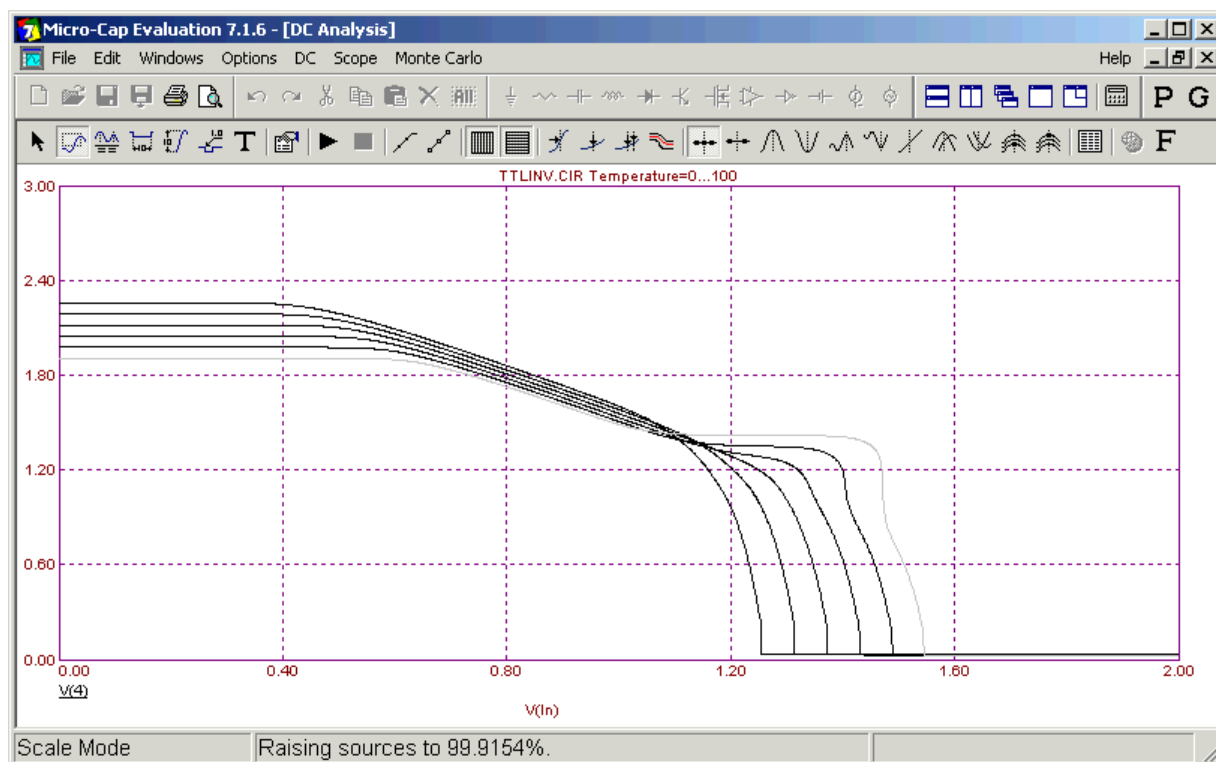 Micro-Cap Evaluation 7.1.6 - [DC Analysis]
File Edit Windows Options DC Scope Monte Carlo Help
P G
T F
TTLINV.CIR Temperature=0...100
3.00
2.40
1.80
1.20
0.60
0.00
0.00 0.40 0.80 1.20 1.60 2.00
V(4)
V(In)
Scale Mode Raising sources to 99.9154%.